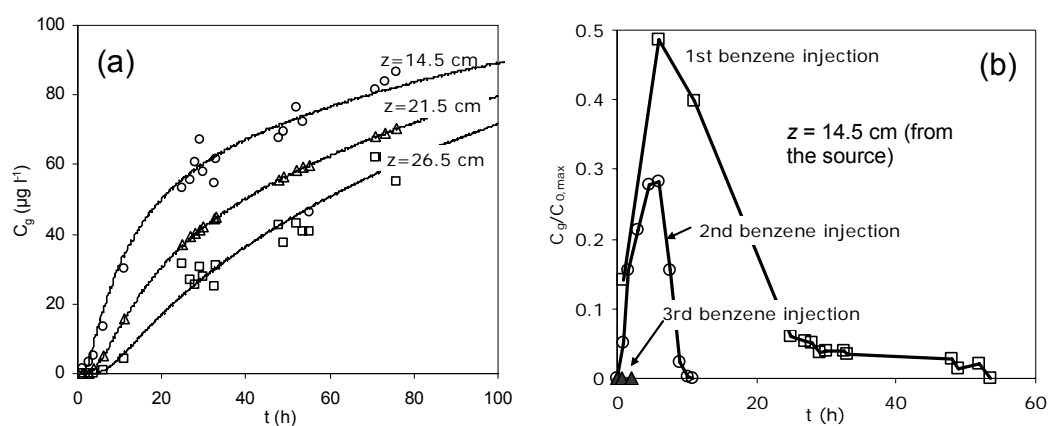 (a)
100
80
60
40
20
0
C_g (µg l⁻¹)
z=14.5 cm
z=21.5 cm
z=26.5 cm
0 20 40 60 80 100
t (h)
(b)
0.5
0.4
0.3
0.2
0.1
0
C_g/C_0,max
1st benzene injection
z = 14.5 cm (from
the source)
2nd benzene injection
3rd benzene injection
0 20 40 60
t (h)